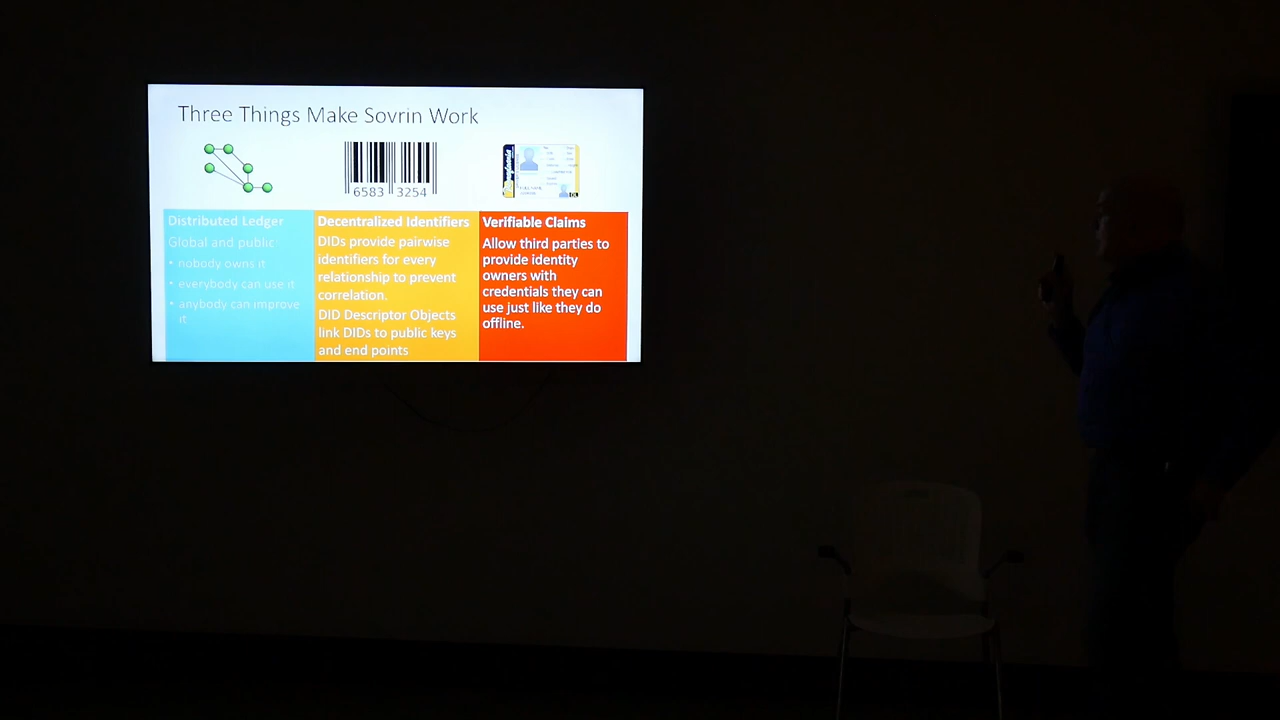 Three Things Make Sovrin Work
6583 3254
Distributed Ledger
Global and public
• nobody owns it
• everybody can use it
• anybody can improve
it
Decentralized Identifiers
DIDs provide pairwise
identifiers for every
relationship to prevent
correlation.
DID Descriptor Objects
link DIDs to public keys
and end points
Verifiable Claims
Allow third parties to
provide identity
owners with
credentials they can
use just like they do
offline.